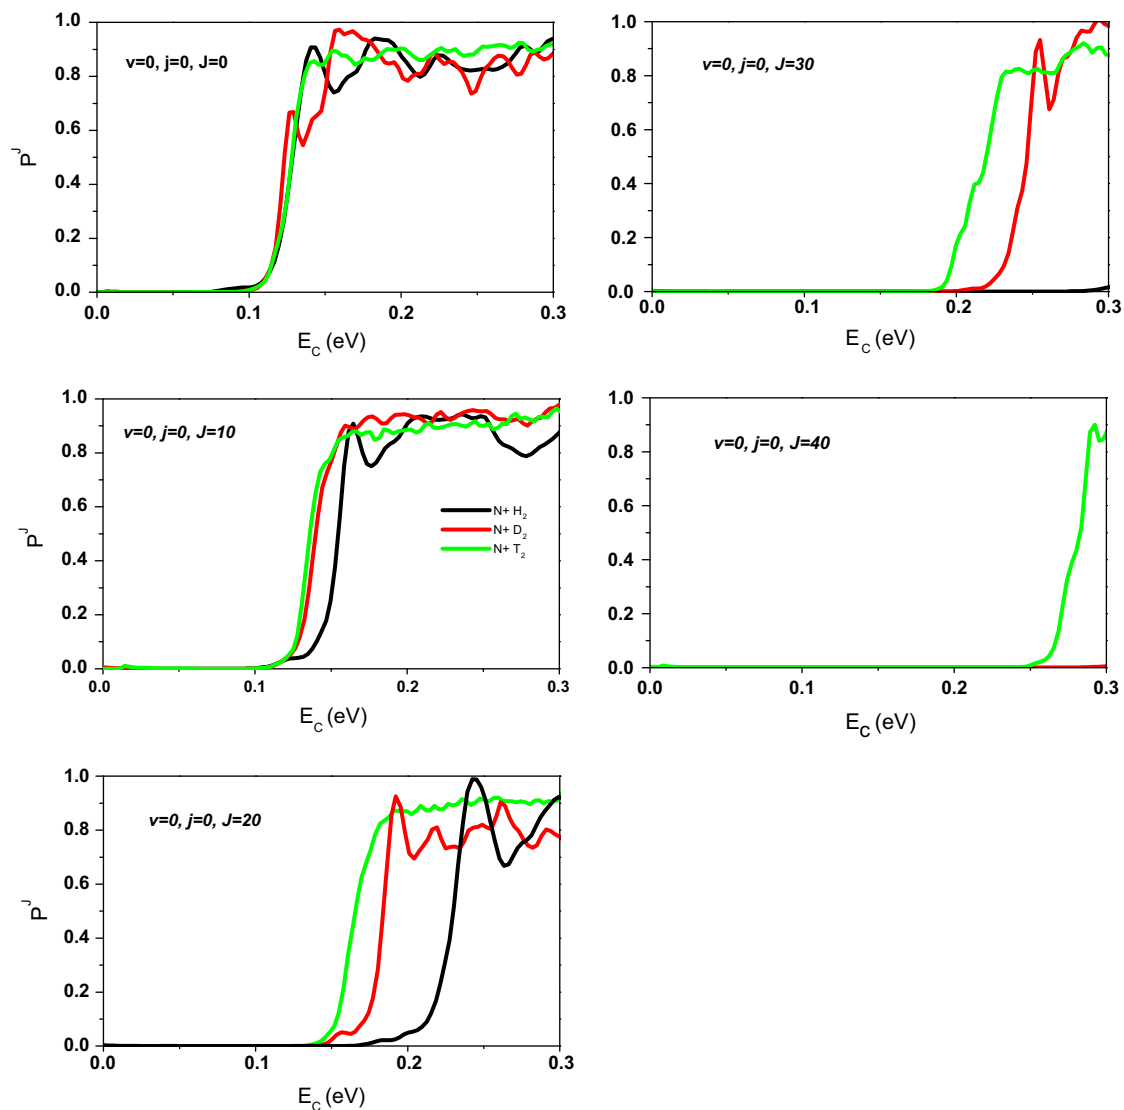 1.0
0.8
0.6
0.4
0.2
0.0
P^J
v=0, j=0, J=0
0.0 0.1 0.2 0.3
E_C (eV)
1.0
0.8
0.6
0.4
0.2
0.0
v=0, j=0, J=30
0.0 0.1 0.2 0.3
E_C (eV)
1.0
0.8
0.6
0.4
0.2
0.0
P^J
v=0, j=0, J=10
N+ H_2
N+ D_2
N+ T_2
0.0 0.1 0.2 0.3
E_C (eV)
1.0
0.8
0.6
0.4
0.2
0.0
v=0, j=0, J=40
0.0 0.1 0.2 0.3
E_C (eV)
1.0
0.8
0.6
0.4
0.2
0.0
P^J
v=0, j=0, J=20
0.0 0.1 0.2 0.3
E_C (eV)